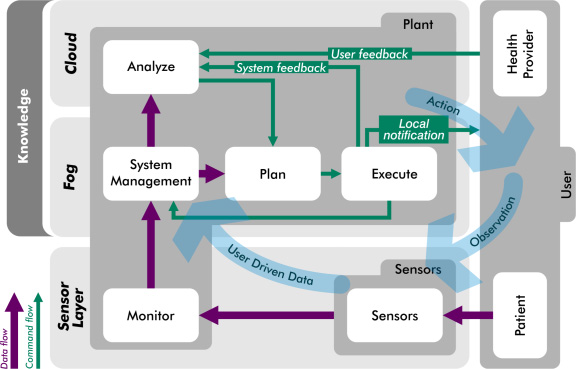 Plant
Cloud
Analyze
User feedback
System feedback
Health
Provider
Knowledge
Action
Local
notification
Fog
System
Management
Plan
Execute
User
Observation
User Driven Data
Sensors
Sensor
Layer
Monitor
Sensors
Patient
Data flow
Command flow